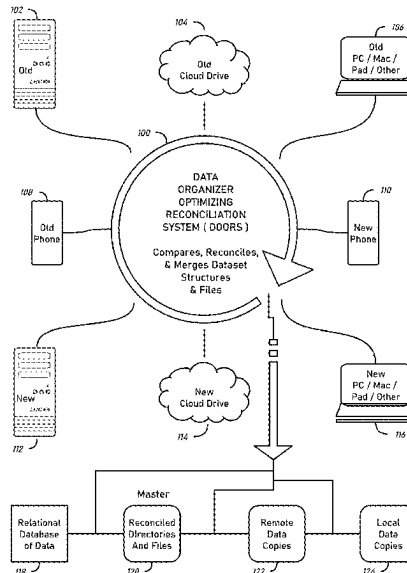 102
104
106
Old
Old
Cloud Drive
Old
PC / Mac /
Pad / Other
100
108
Old
Phone
DATA
ORGANIZER
OPTIMIZING
RECONCILIATION
SYSTEM ( DOORS )
Compares, Reconciles,
& Merges Dataset
Structures
& Files
110
New
Phone
New
112
New
Cloud Drive
114
New
PC / Mac /
Pad / Other
116
Master
Relational
Database
of Data
Reconciled
Directories
And Files
Remote
Data
Copies
Local
Data
Copies
118
120
122
124